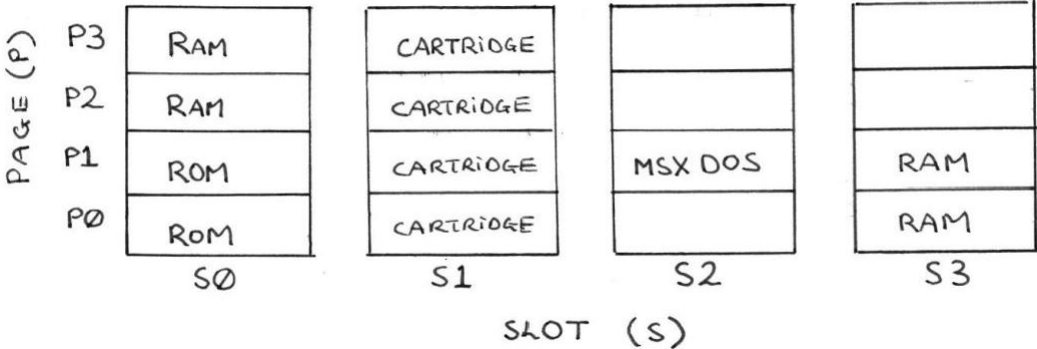 P3 RAM CARTRIDGE
P2 RAM CARTRIDGE
P1 ROM CARTRIDGE MSX DOS RAM
PØ ROM CARTRIDGE RAM
SØ S1 S2 S3
PAGE (P)
SLOT (S)